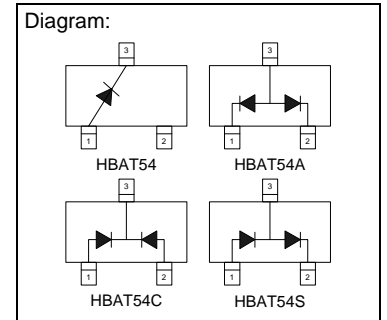 Diagram:
3 3
1 2 1 2
HBAT54 HBAT54A
3 3
1 2 1 2
HBAT54C HBAT54S